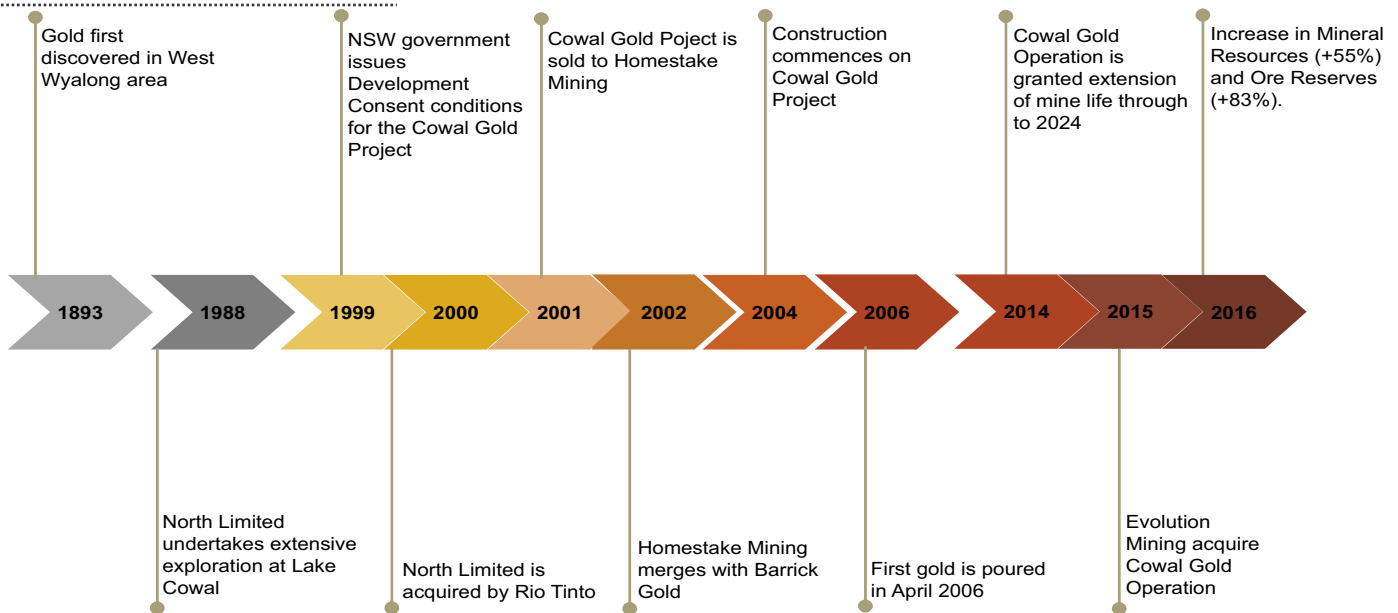 Gold first
discovered in West
Wyalong area
NSW government
issues
Development
Consent conditions
for the Cowal Gold
Project
Cowal Gold Poject is
sold to Homestake
Mining
Construction
commences on
Cowal Gold
Project
Cowal Gold
Operation is
granted extension
of mine life through
to 2024
Increase in Mineral
Resources (+55%)
and Ore Reserves
(+83%).
1893
1988
1999
2000
2001
2002
2004
2006
2014
2015
2016
North Limited
undertakes extensive
exploration at Lake
Cowal
North Limited is
acquired by Rio Tinto
Homestake Mining
merges with Barrick
Gold
First gold is poured
in April 2006
Evolution
Mining acquire
Cowal Gold
Operation